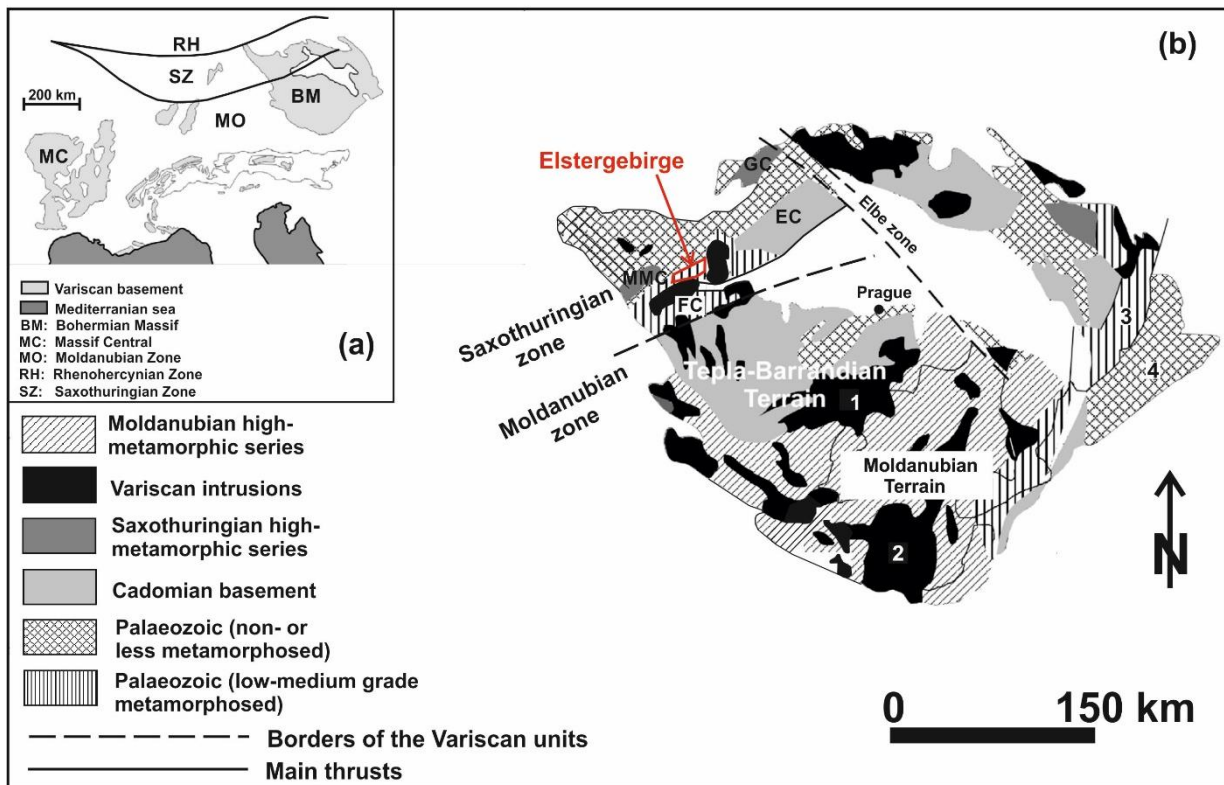 RH
SZ
200 km
BM
MO
MC
Variscan basement
Mediterranian sea
BM: Bohermian Massif
MC: Massif Central
MO: Moldanubian Zone
RH: Rhenohercynian Zone
SZ: Saxothuringian Zone
(a)
Moldanubian high-
metamorphic series
Variscan intrusions
Saxothuringian high-
metamorphic series
Cadomian basement
Palaeozoic (non- or
less metamorphosed)
Palaeozoic (low-medium grade
metamorphosed)
Borders of the Variscan units
Main thrusts
(b)
Elstergebirge
GC
EC
Elbe zone
MMC
FC
Prague
Saxothuringian
zone
Moldanubian
zone
Tepla-Barrandian
Terrain
1
3
4
Moldanubian
Terrain
2
N
0 150 km